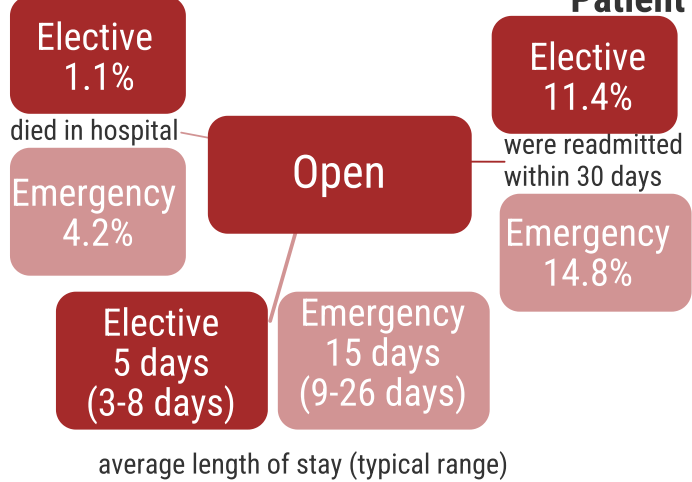 Patient
Elective
1.1%
died in hospital
Emergency
4.2%
Open
Elective
11.4%
were readmitted
within 30 days
Emergency
14.8%
Elective
5 days
(3-8 days)
Emergency
15 days
(9-26 days)
average length of stay (typical range)